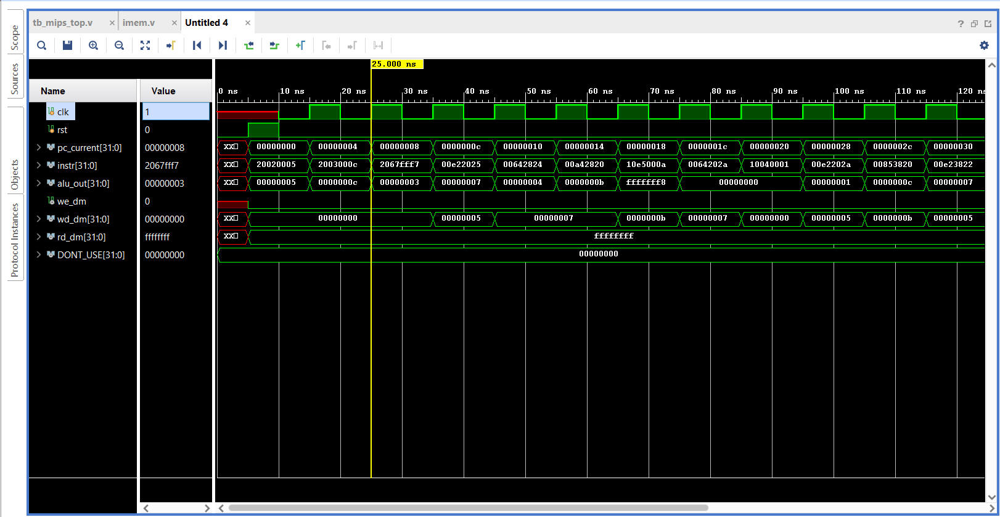 tb_mips_top.v × imem.v × Untitled 4 ×
?
Scope
Sources
Objects
Protocol Instances
25.000 ns
Name Value
0 ns 10 ns 20 ns 30 ns 40 ns 50 ns 60 ns 70 ns 80 ns 90 ns 100 ns 110 ns 120 ns
clk 1
rst 0
pc_current[31:0] 00000008 XX 00000000 00000004 00000008 0000000c 00000010 00000014 00000018 0000001c 00000020 00000028 0000002c 00000030
instr[31:0] 2067fff7 XX 20020005 2003000c 2067fff7 00e22025 00642824 00a42820 10e5000a 0064202a 10040001 00e2202a 00853820 00e23822
alu_out[31:0] 00000003 XX 00000005 0000000c 00000003 00000007 00000004 0000000b fffffff8 00000000 00000001 0000000c 00000007
we_dm 0
wd_dm[31:0] 00000000 XX 00000000 00000005 00000007 0000000b 00000007 00000000 00000005 0000000b 00000005
rd_dm[31:0] ffffffff XX ffffffff
DONT_USE[31:0] 00000000 00000000